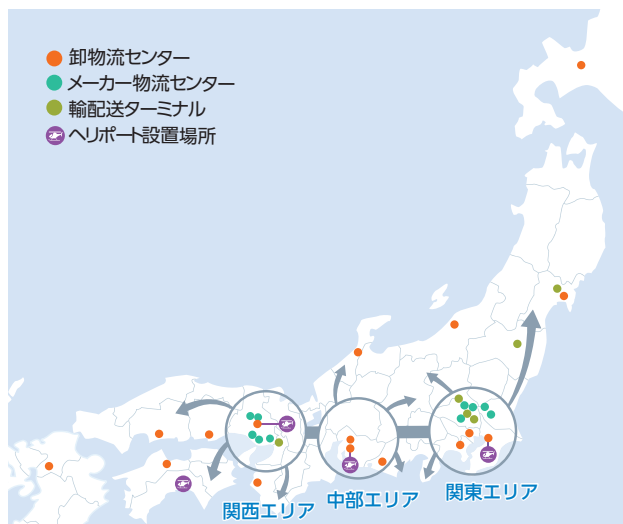 卸物流センター
メーカー物流センター
輸配送ターミナル
ヘリポート設置場所
関西エリア
中部エリア
関東エリア